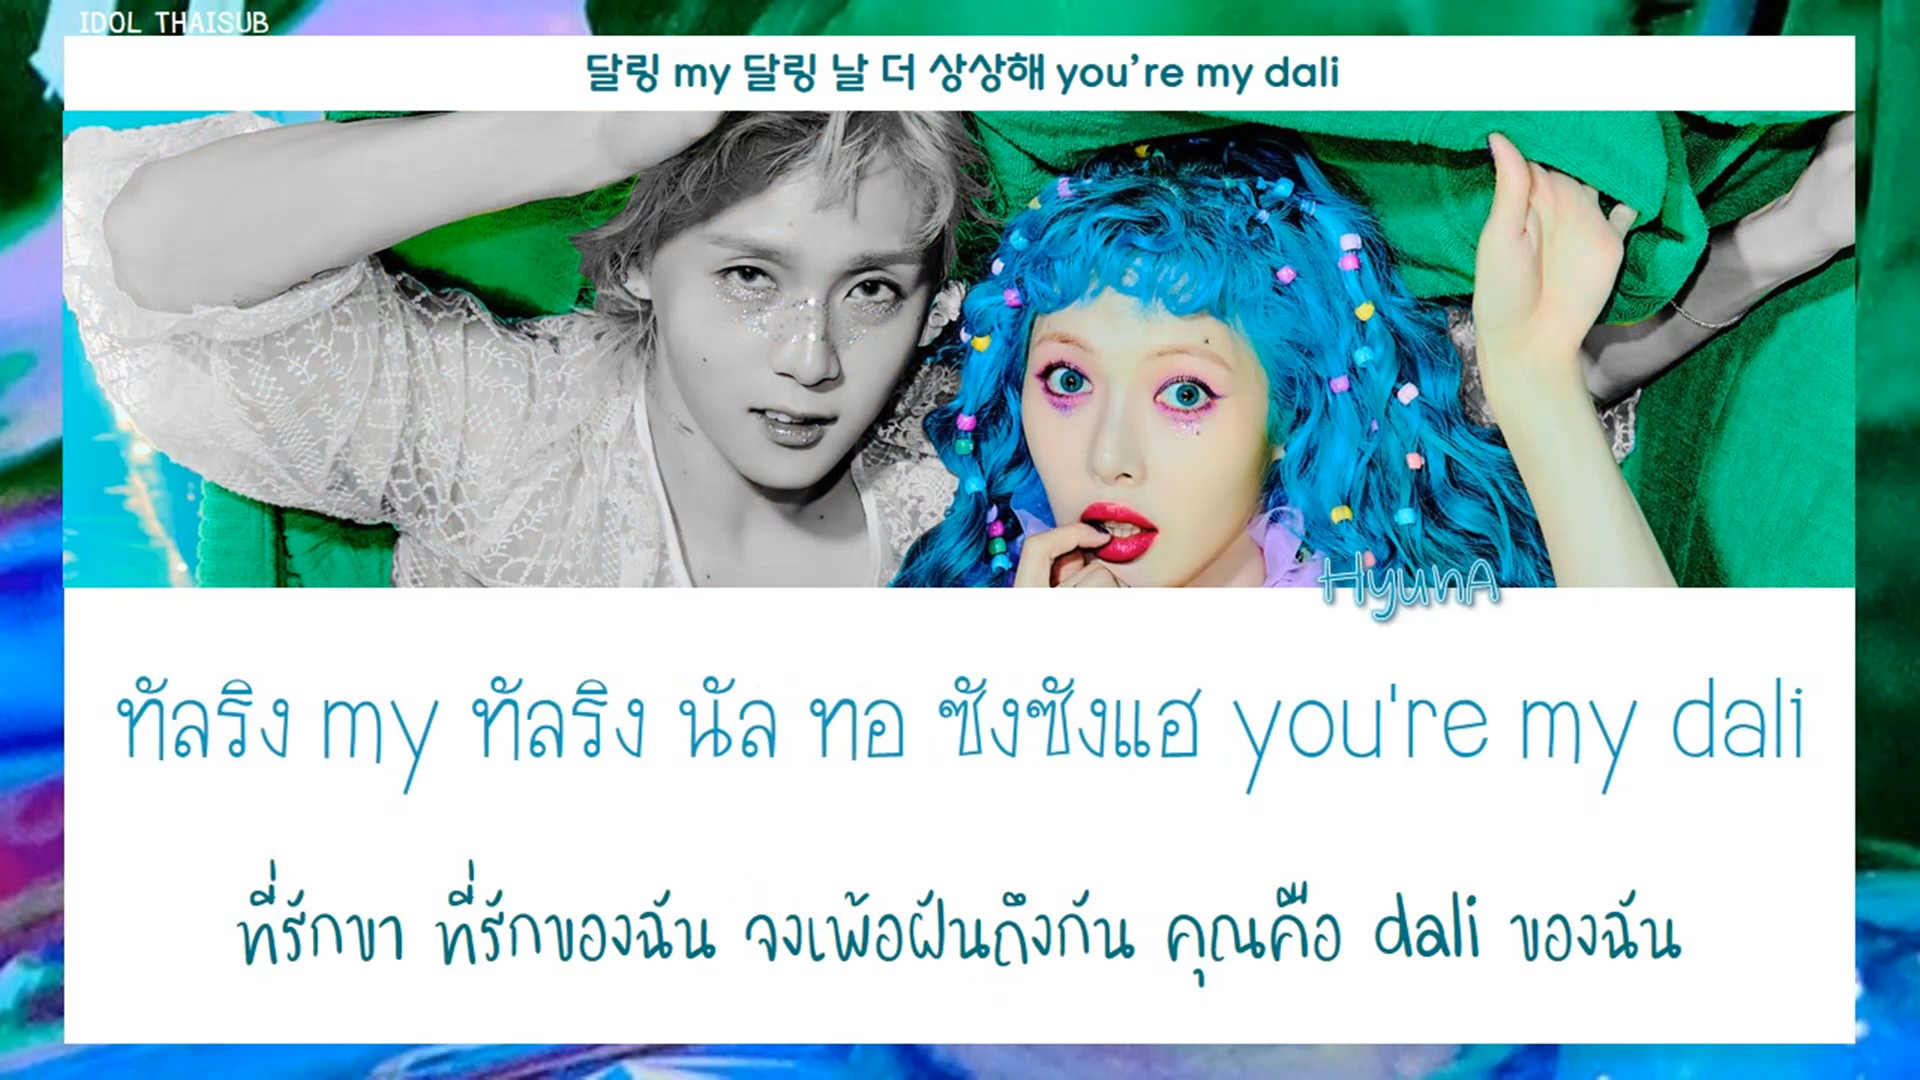 IDOL THAISUB
달링 my 달링 날 더 상상해 you’re my dali
HyunA
ทัลริง my ทัลริง นัล ทอ ซังซังแฮ you're my dali
ที่รักขา ที่รักของฉัน จงเพ้อฝันถึงกัน คุณคือ dali ของฉัน